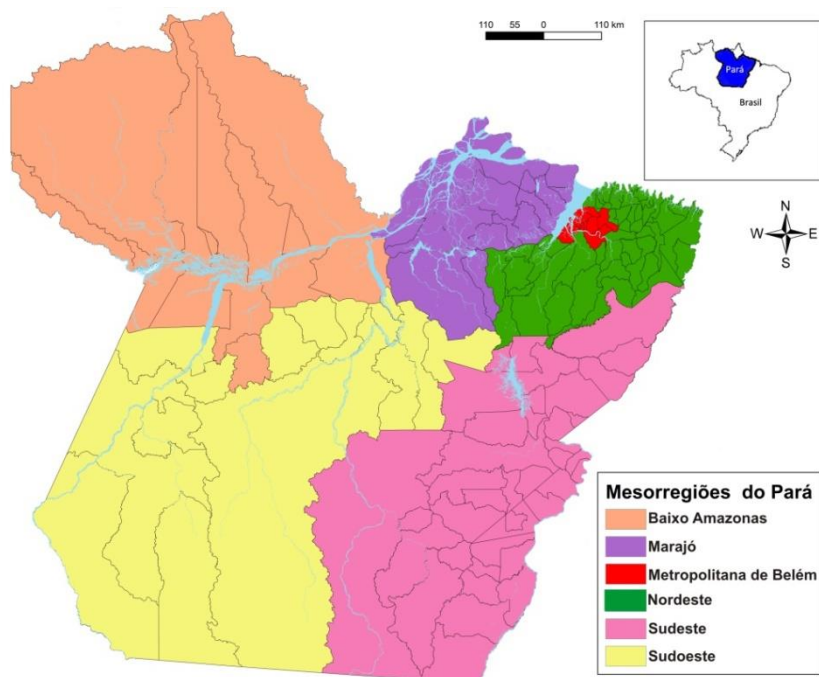 110 55 0 110 km
Pará
Brasil
N
W E
S
Mesorregiões do Pará
Baixo Amazonas
Marajó
Metropolitana de Belém
Nordeste
Sudeste
Sudoeste